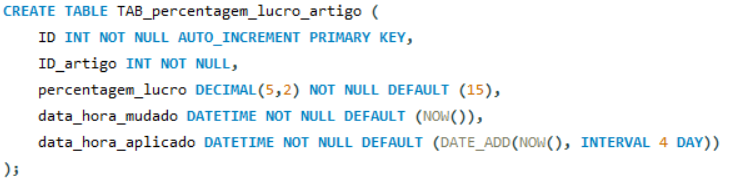 CREATE TABLE TAB_percentagem_lucro_artigo (
ID INT NOT NULL AUTO_INCREMENT PRIMARY KEY,
ID_artigo INT NOT NULL,
percentagem_lucro DECIMAL(5,2) NOT NULL DEFAULT (15),
data_hora_mudado DATETIME NOT NULL DEFAULT (NOW()),
data_hora_aplicado DATETIME NOT NULL DEFAULT (DATE_ADD(NOW(), INTERVAL 4 DAY))
);